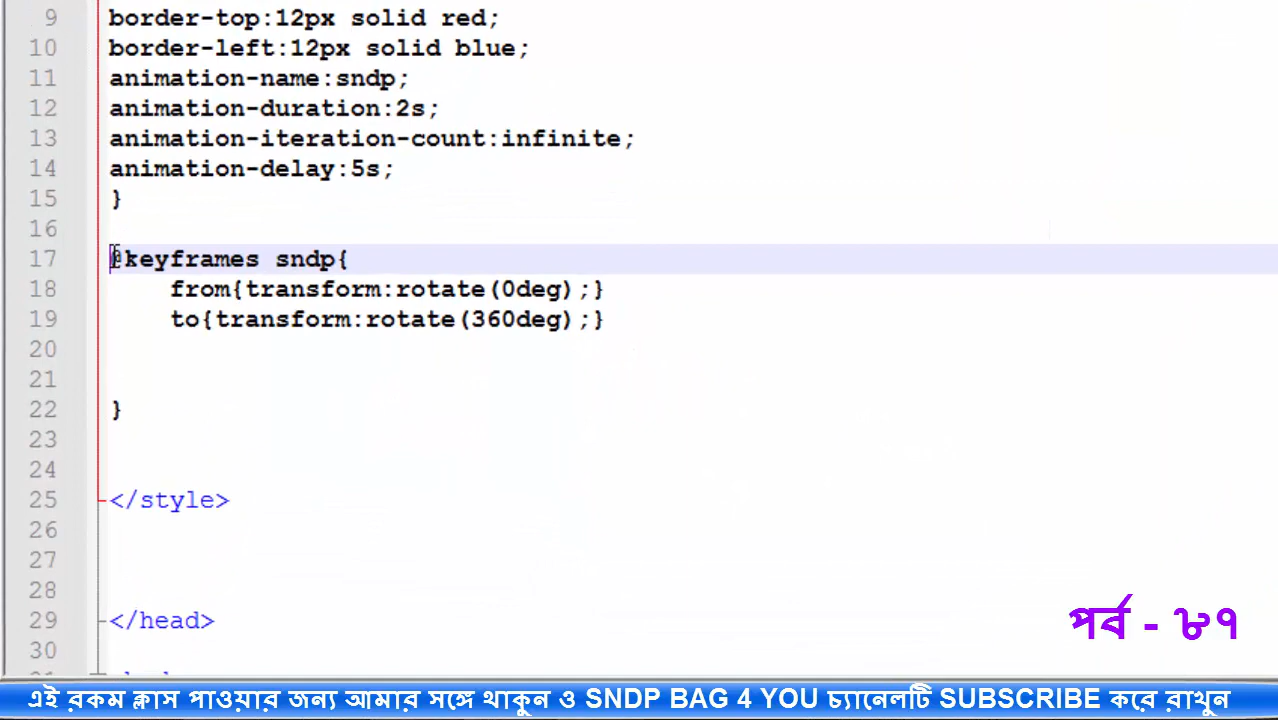 9 border-top:12px solid red;
10 border-left:12px solid blue;
11 animation-name:sndp;
12 animation-duration:2s;
13 animation-iteration-count:infinite;
14 animation-delay:5s;
15 }
16
17 @keyframes sndp{
18 from{transform:rotate(0deg);}
19 to{transform:rotate(360deg);}
20
21
22 }
23
24
25 </style>
26
27
28
29 </head>
30
পর্ব - ৮৭
এই রকম ক্লাস পাওয়ার জন্য আমার সঙ্গে থাকুন ও SNDP BAG 4 YOU চ্যানেলটি SUBSCRIBE করে রাখুন